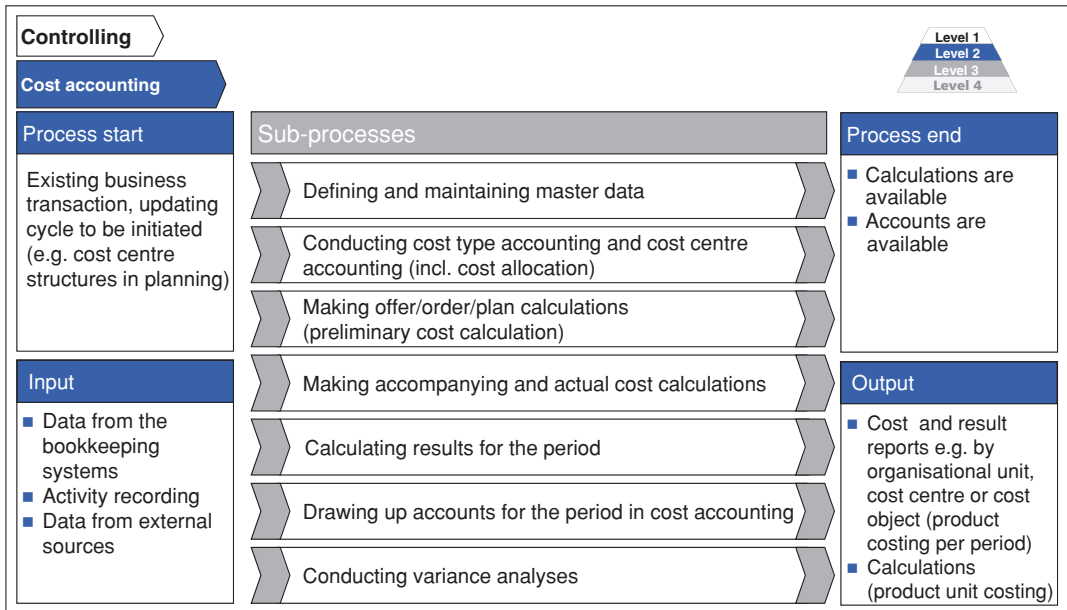 Controlling
Cost accounting
Level 1
Level 2
Level 3
Level 4
Process start
Existing business
transaction, updating
cycle to be initiated
(e.g. cost centre
structures in planning)
Input
Data from the
bookkeeping
systems
Activity recording
Data from external
sources
Sub-processes
Defining and maintaining master data
Conducting cost type accounting and cost centre
accounting (incl. cost allocation)
Making offer/order/plan calculations
(preliminary cost calculation)
Making accompanying and actual cost calculations
Calculating results for the period
Drawing up accounts for the period in cost accounting
Conducting variance analyses
Process end
Calculations are
available
Accounts are
available
Output
Cost and result
reports e.g. by
organisational unit,
cost centre or cost
object (product
costing per period)
Calculations
(product unit costing)